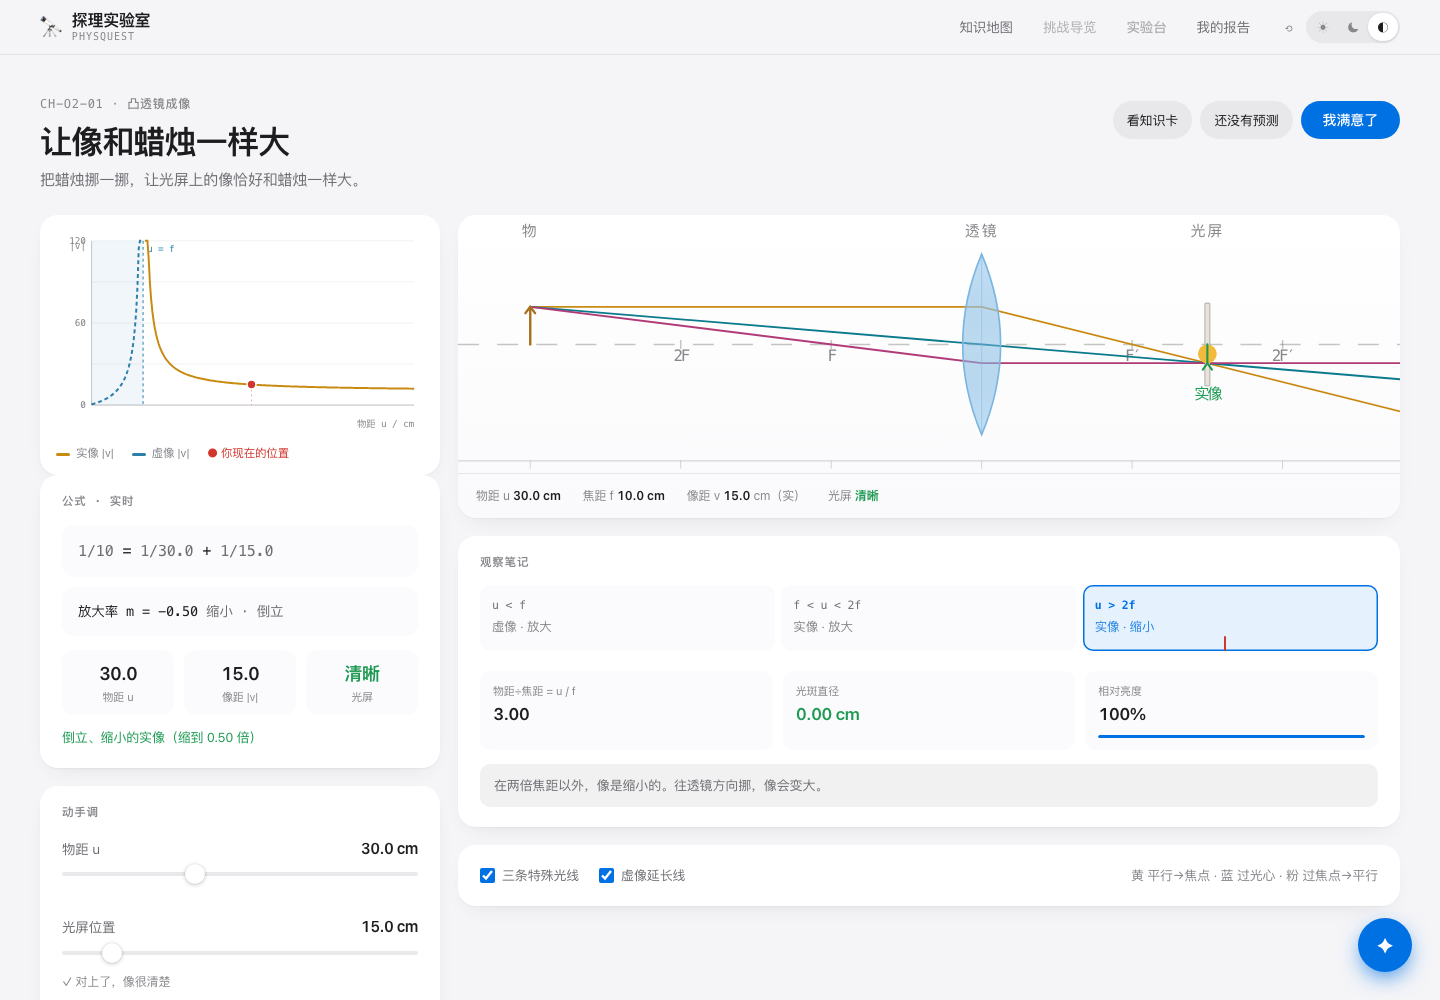 探理实验室
PHYSQUEST
知识地图
挑战导览
实验台
我的报告
CH-O2-01 · 凸透镜成像
让像和蜡烛一样大
把蜡烛挪一挪，让光屏上的像恰好和蜡烛一样大。
看知识卡
还没有预测
我满意了
120
|v|
u = f
60
0
物距 u / cm
实像 |v|
虚像 |v|
你现在的位置
公式 · 实时
1/10 = 1/30.0 + 1/15.0
放大率 m = −0.50 缩小 · 倒立
30.0
物距 u
15.0
像距 |v|
清晰
光屏
倒立、缩小的实像（缩到 0.50 倍）
动手调
物距 u
30.0 cm
光屏位置
15.0 cm
✓ 对上了，像很清楚
物
透镜
光屏
2F
F
F′
2F′
实像
物距 u 30.0 cm
焦距 f 10.0 cm
像距 v 15.0 cm（实）
光屏 清晰
观察笔记
u < f
虚像 · 放大
f < u < 2f
实像 · 放大
u > 2f
实像 · 缩小
物距÷焦距 = u / f
3.00
光斑直径
0.00 cm
相对亮度
100%
在两倍焦距以外，像是缩小的。往透镜方向挪，像会变大。
三条特殊光线
虚像延长线
黄 平行→焦点 · 蓝 过光心 · 粉 过焦点→平行